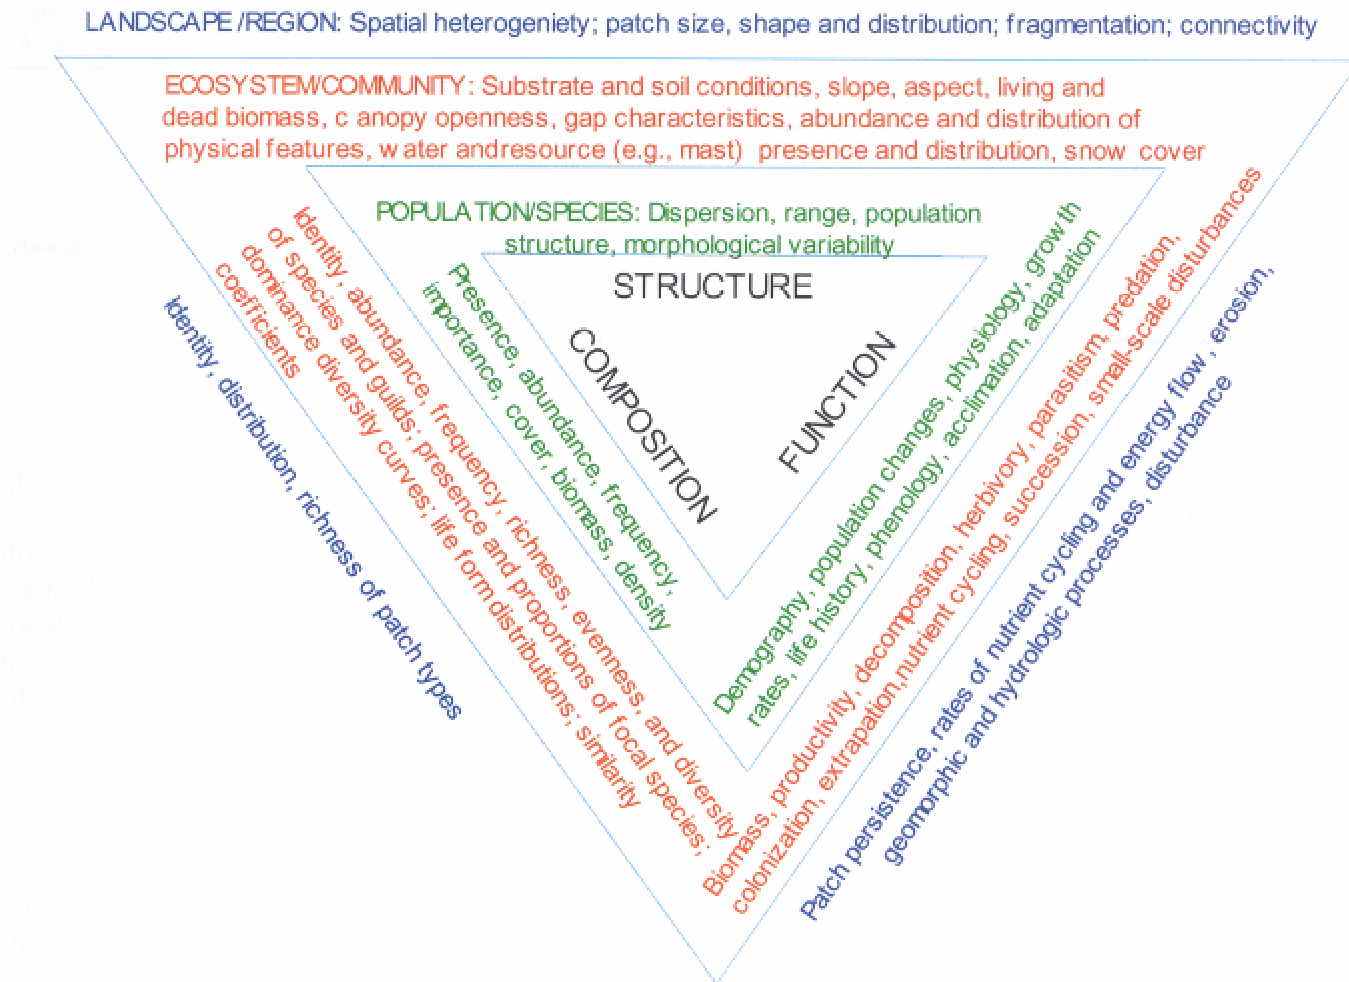 LANDSCAPE/REGION: Spatial heterogeniety; patch size, shape and distribution; fragmentation; connectivity
ECOSYSTEM/COMMUNITY: Substrate and soil conditions, slope, aspect, living and
dead biomass, c anopy openness, gap characteristics, abundance and distribution of
physical features, water andresource (e.g., mast) presence and distribution, snow cover
POPULATION/SPECIES: Dispersion, range, population
structure, morphological variability
STRUCTURE
COMPOSITION
FUNCTION
Presence, abundance, frequency,
importance, cover, biomass, density
Identity, abundance, frequency, richness, evenness, and diversity
of species and guilds; presence and proportions of focal species;
dominance diversity curves; life form distributions; similarity
coefficients
Identity, distribution, richness of patch types
Demography, population changes, physiology, growth
rates, life history, phenology, acclimation, adaptation
Biomass, productivity, decomposition, herbivory, parasitism, predation,
colonization, extrapation,nutrient cycling, succession, small-scale disturbances
Patch persistence, rates of nutrient cycling and energy flow, erosion,
geomorphic and hydrologic processes, disturbance